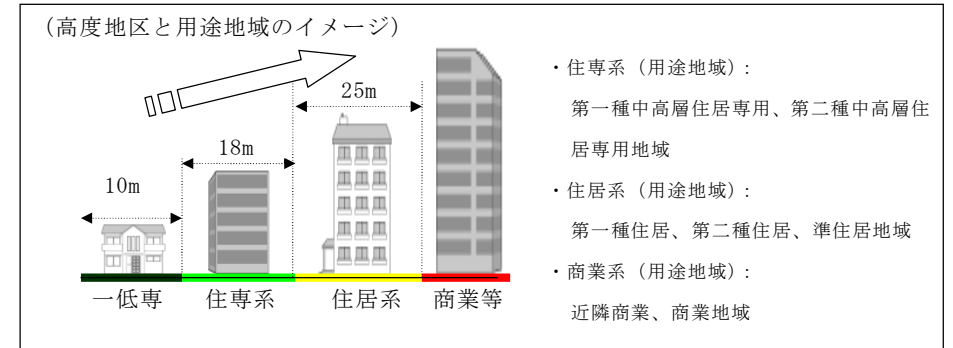 (高度地区と用途地域のイメージ)
25m
18m
10m
一低専
住専系
住居系
商業等
・住専系(用途地域):
第一種中高層住居専用、第二種中高層住
居専用地域
・住居系(用途地域):
第一種住居、第二種住居、準住居地域
・商業系(用途地域):
近隣商業、商業地域